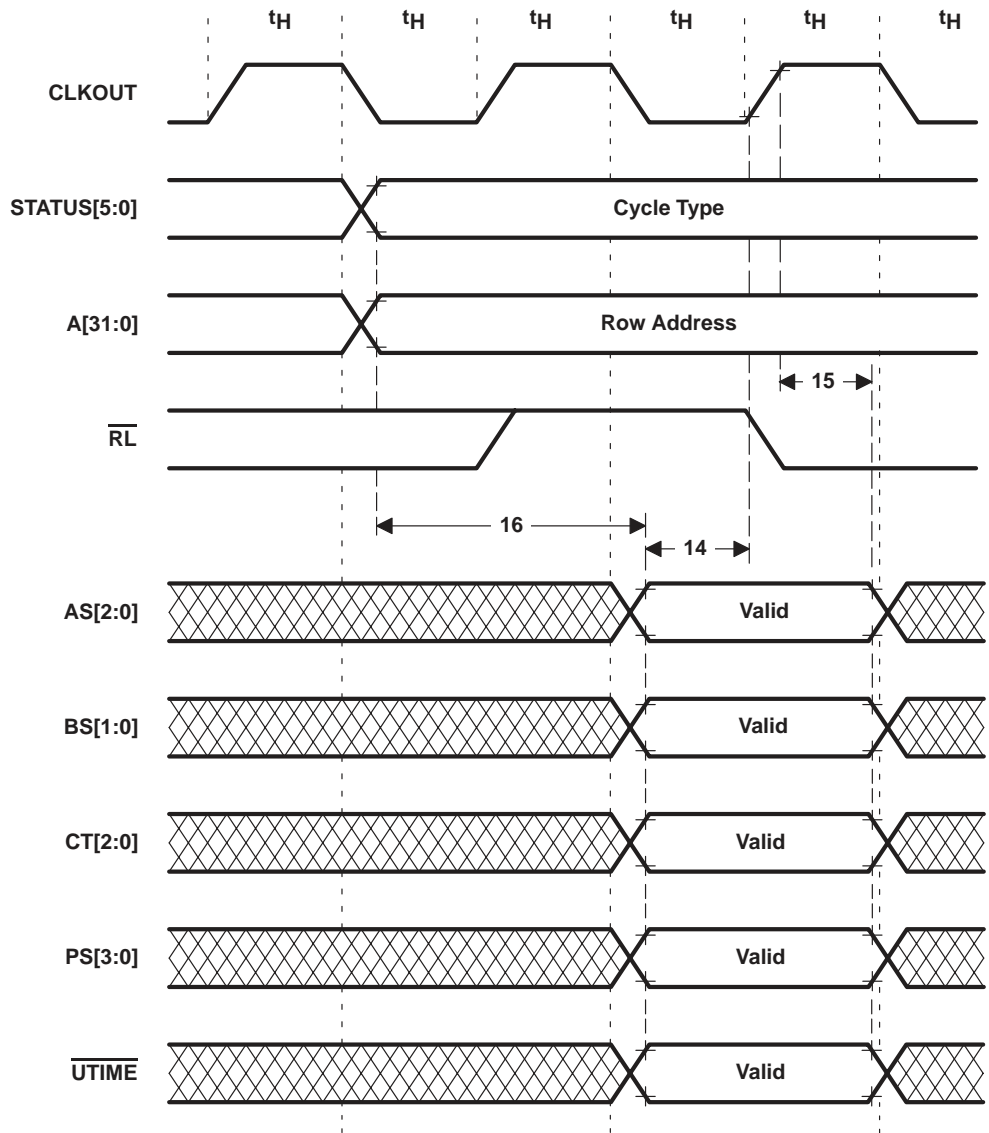 tH tH tH tH tH tH
CLKOUT
STATUS[5:0] Cycle Type
A[31:0] Row Address
15
RL
16
14
AS[2:0] Valid
BS[1:0] Valid
CT[2:0] Valid
PS[3:0] Valid
UTIME Valid